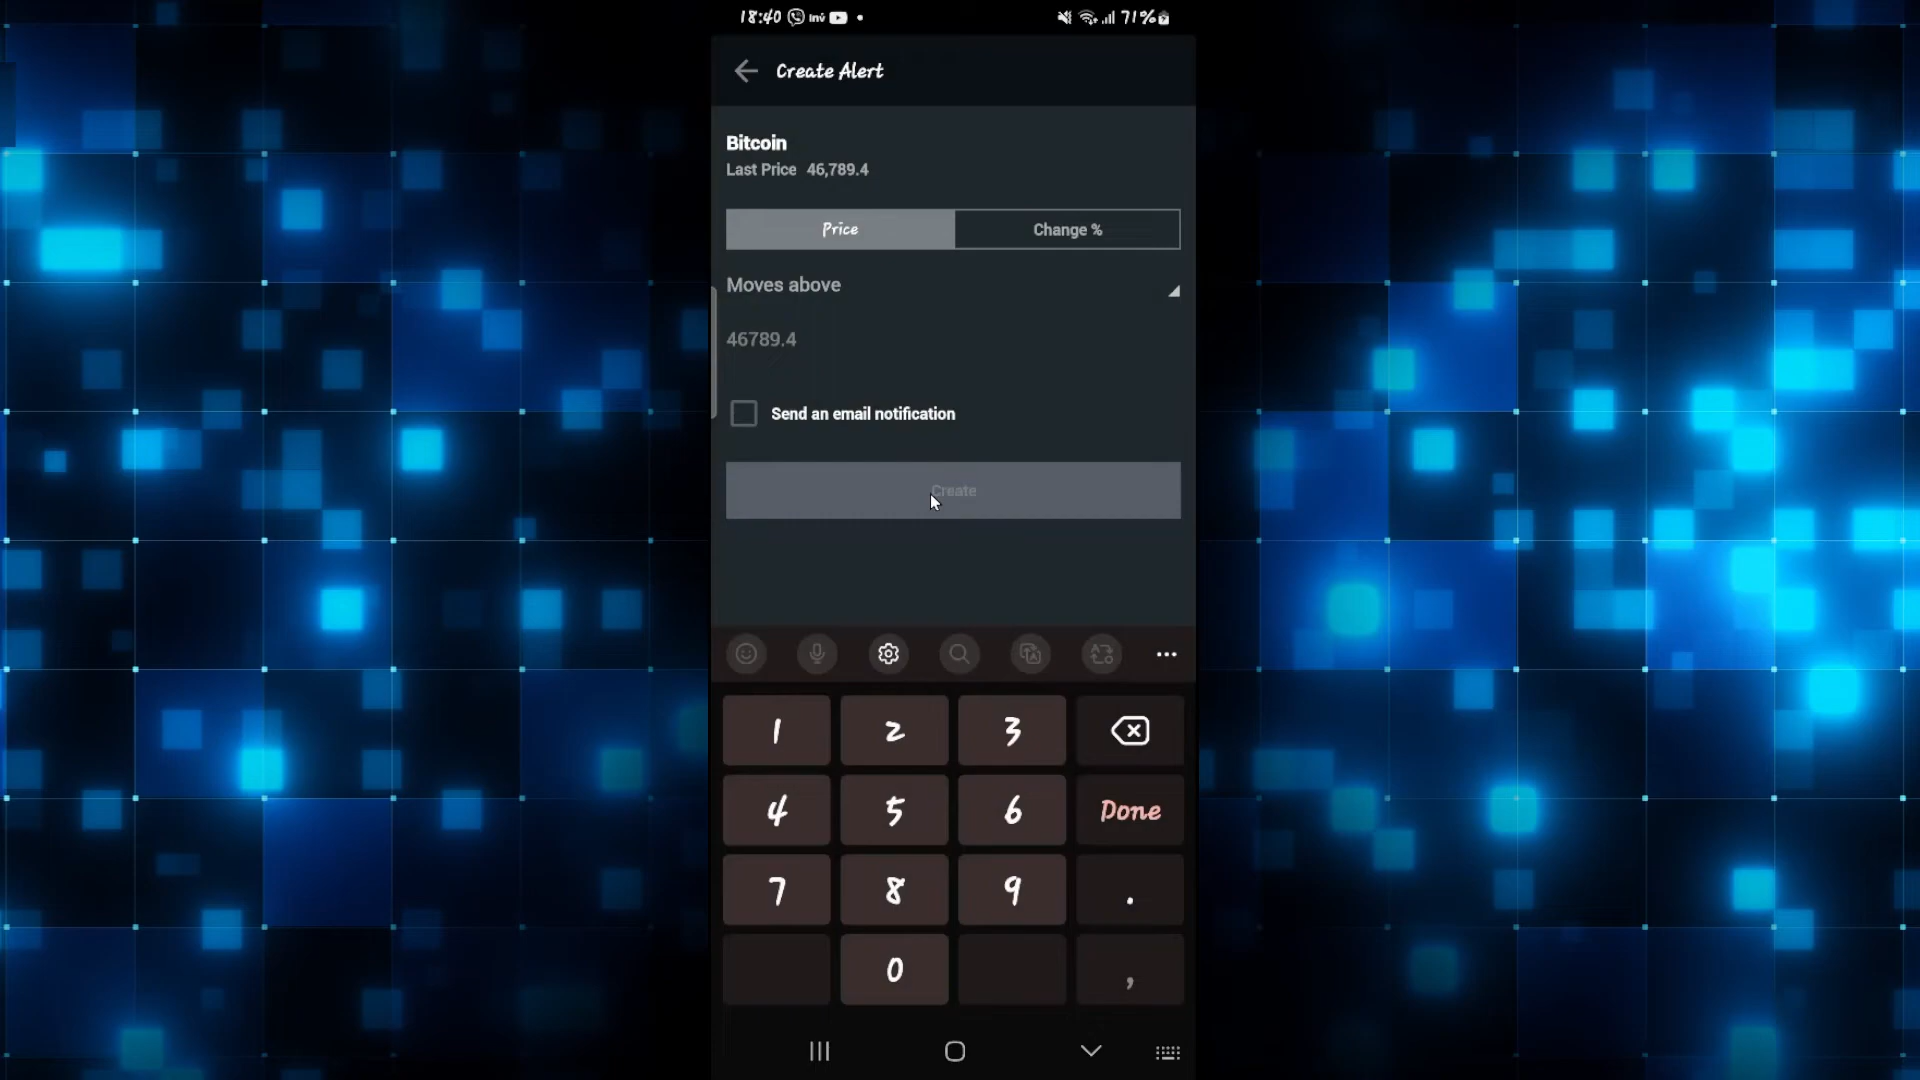 18:40 Inv 71%
Create Alert
Bitcoin
Last Price 46,789.4
Price Change %
Moves above
46789.4
Send an email notification
Create
1 2 3
4 5 6 Done
7 8 9 .
0 ,